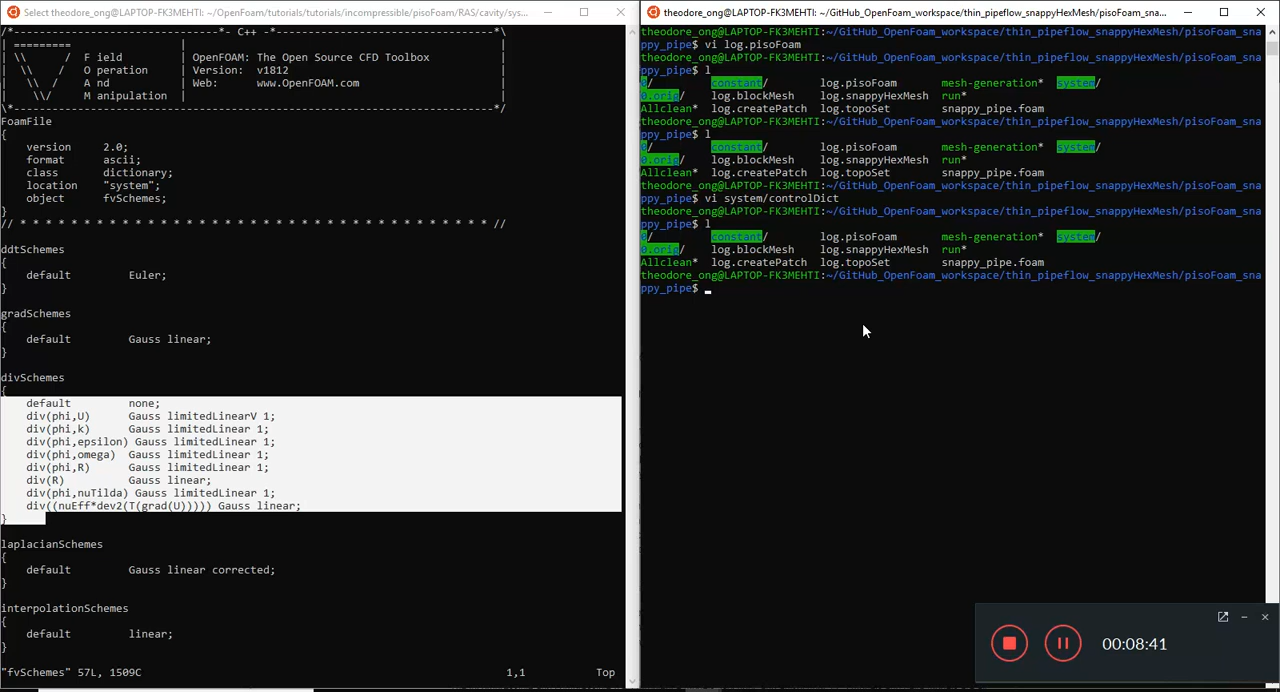 Select theodore_ong@LAPTOP-FK3MEHTI: ~/OpenFoam/tutorials/tutorials/incompressible/pisoFoam/RAS/cavity/sys...
/*--------------------------------*- C++ -*----------------------------------*\
| =========                 |                                                 |
| \\      /  F ield         | OpenFOAM: The Open Source CFD Toolbox           |
|  \\    /   O peration     | Version:  v1812                                 |
|   \\  /    A nd           | Web:      www.OpenFOAM.com                      |
|    \\/     M anipulation  |                                                 |
\*---------------------------------------------------------------------------*/
FoamFile
{
    version     2.0;
    format      ascii;
    class       dictionary;
    location    "system";
    object      fvSchemes;
}
// * * * * * * * * * * * * * * * * * * * * * * * * * * * * * * * * * * * * * //
ddtSchemes
{
    default         Euler;
}
gradSchemes
{
    default         Gauss linear;
}
divSchemes
{
    default         none;
    div(phi,U)      Gauss limitedLinearV 1;
    div(phi,k)      Gauss limitedLinear 1;
    div(phi,epsilon) Gauss limitedLinear 1;
    div(phi,omega)  Gauss limitedLinear 1;
    div(phi,R)      Gauss limitedLinear 1;
    div(R)          Gauss linear;
    div(phi,nuTilda) Gauss limitedLinear 1;
    div((nuEff*dev2(T(grad(U))))) Gauss linear;
}
laplacianSchemes
{
    default         Gauss linear corrected;
}
interpolationSchemes
{
    default         linear;
}
"fvSchemes" 57L, 1509C 1,1 Top
theodore_ong@LAPTOP-FK3MEHTI: ~/GitHub_OpenFoam_workspace/thin_pipeflow_snappyHexMesh/pisoFoam_sna...
theodore_ong@LAPTOP-FK3MEHTI:~/GitHub_OpenFoam_workspace/thin_pipeflow_snappyHexMesh/pisoFoam_sna
ppy_pipe$ vi log.pisoFoam
theodore_ong@LAPTOP-FK3MEHTI:~/GitHub_OpenFoam_workspace/thin_pipeflow_snappyHexMesh/pisoFoam_sna
ppy_pipe$ l
0/ constant/ log.pisoFoam mesh-generation* system/
0.orig/ log.blockMesh log.snappyHexMesh run*
Allclean* log.createPatch log.topoSet snappy_pipe.foam
theodore_ong@LAPTOP-FK3MEHTI:~/GitHub_OpenFoam_workspace/thin_pipeflow_snappyHexMesh/pisoFoam_sna
ppy_pipe$ l
0/ constant/ log.pisoFoam mesh-generation* system/
0.orig/ log.blockMesh log.snappyHexMesh run*
Allclean* log.createPatch log.topoSet snappy_pipe.foam
theodore_ong@LAPTOP-FK3MEHTI:~/GitHub_OpenFoam_workspace/thin_pipeflow_snappyHexMesh/pisoFoam_sna
ppy_pipe$ vi system/controlDict
theodore_ong@LAPTOP-FK3MEHTI:~/GitHub_OpenFoam_workspace/thin_pipeflow_snappyHexMesh/pisoFoam_sna
ppy_pipe$ l
0/ constant/ log.pisoFoam mesh-generation* system/
0.orig/ log.blockMesh log.snappyHexMesh run*
Allclean* log.createPatch log.topoSet snappy_pipe.foam
theodore_ong@LAPTOP-FK3MEHTI:~/GitHub_OpenFoam_workspace/thin_pipeflow_snappyHexMesh/pisoFoam_sna
ppy_pipe$
00:08:41